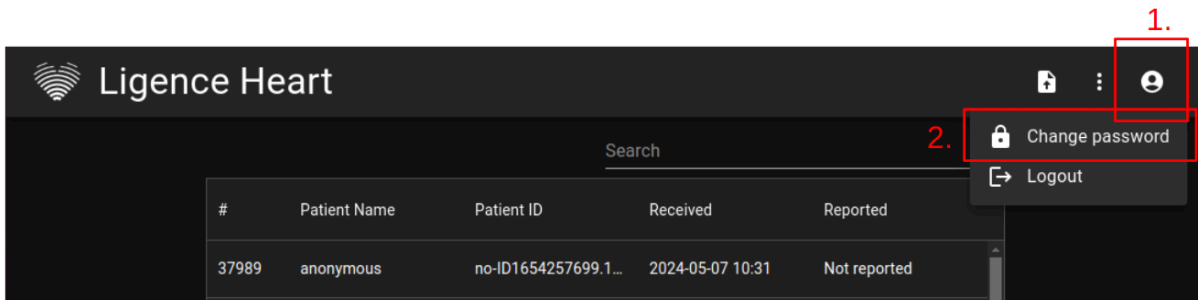 1.
Ligence Heart
2.
Change password
Search
Logout
# Patient Name Patient ID Received Reported
37989 anonymous no-ID1654257699.1... 2024-05-07 10:31 Not reported